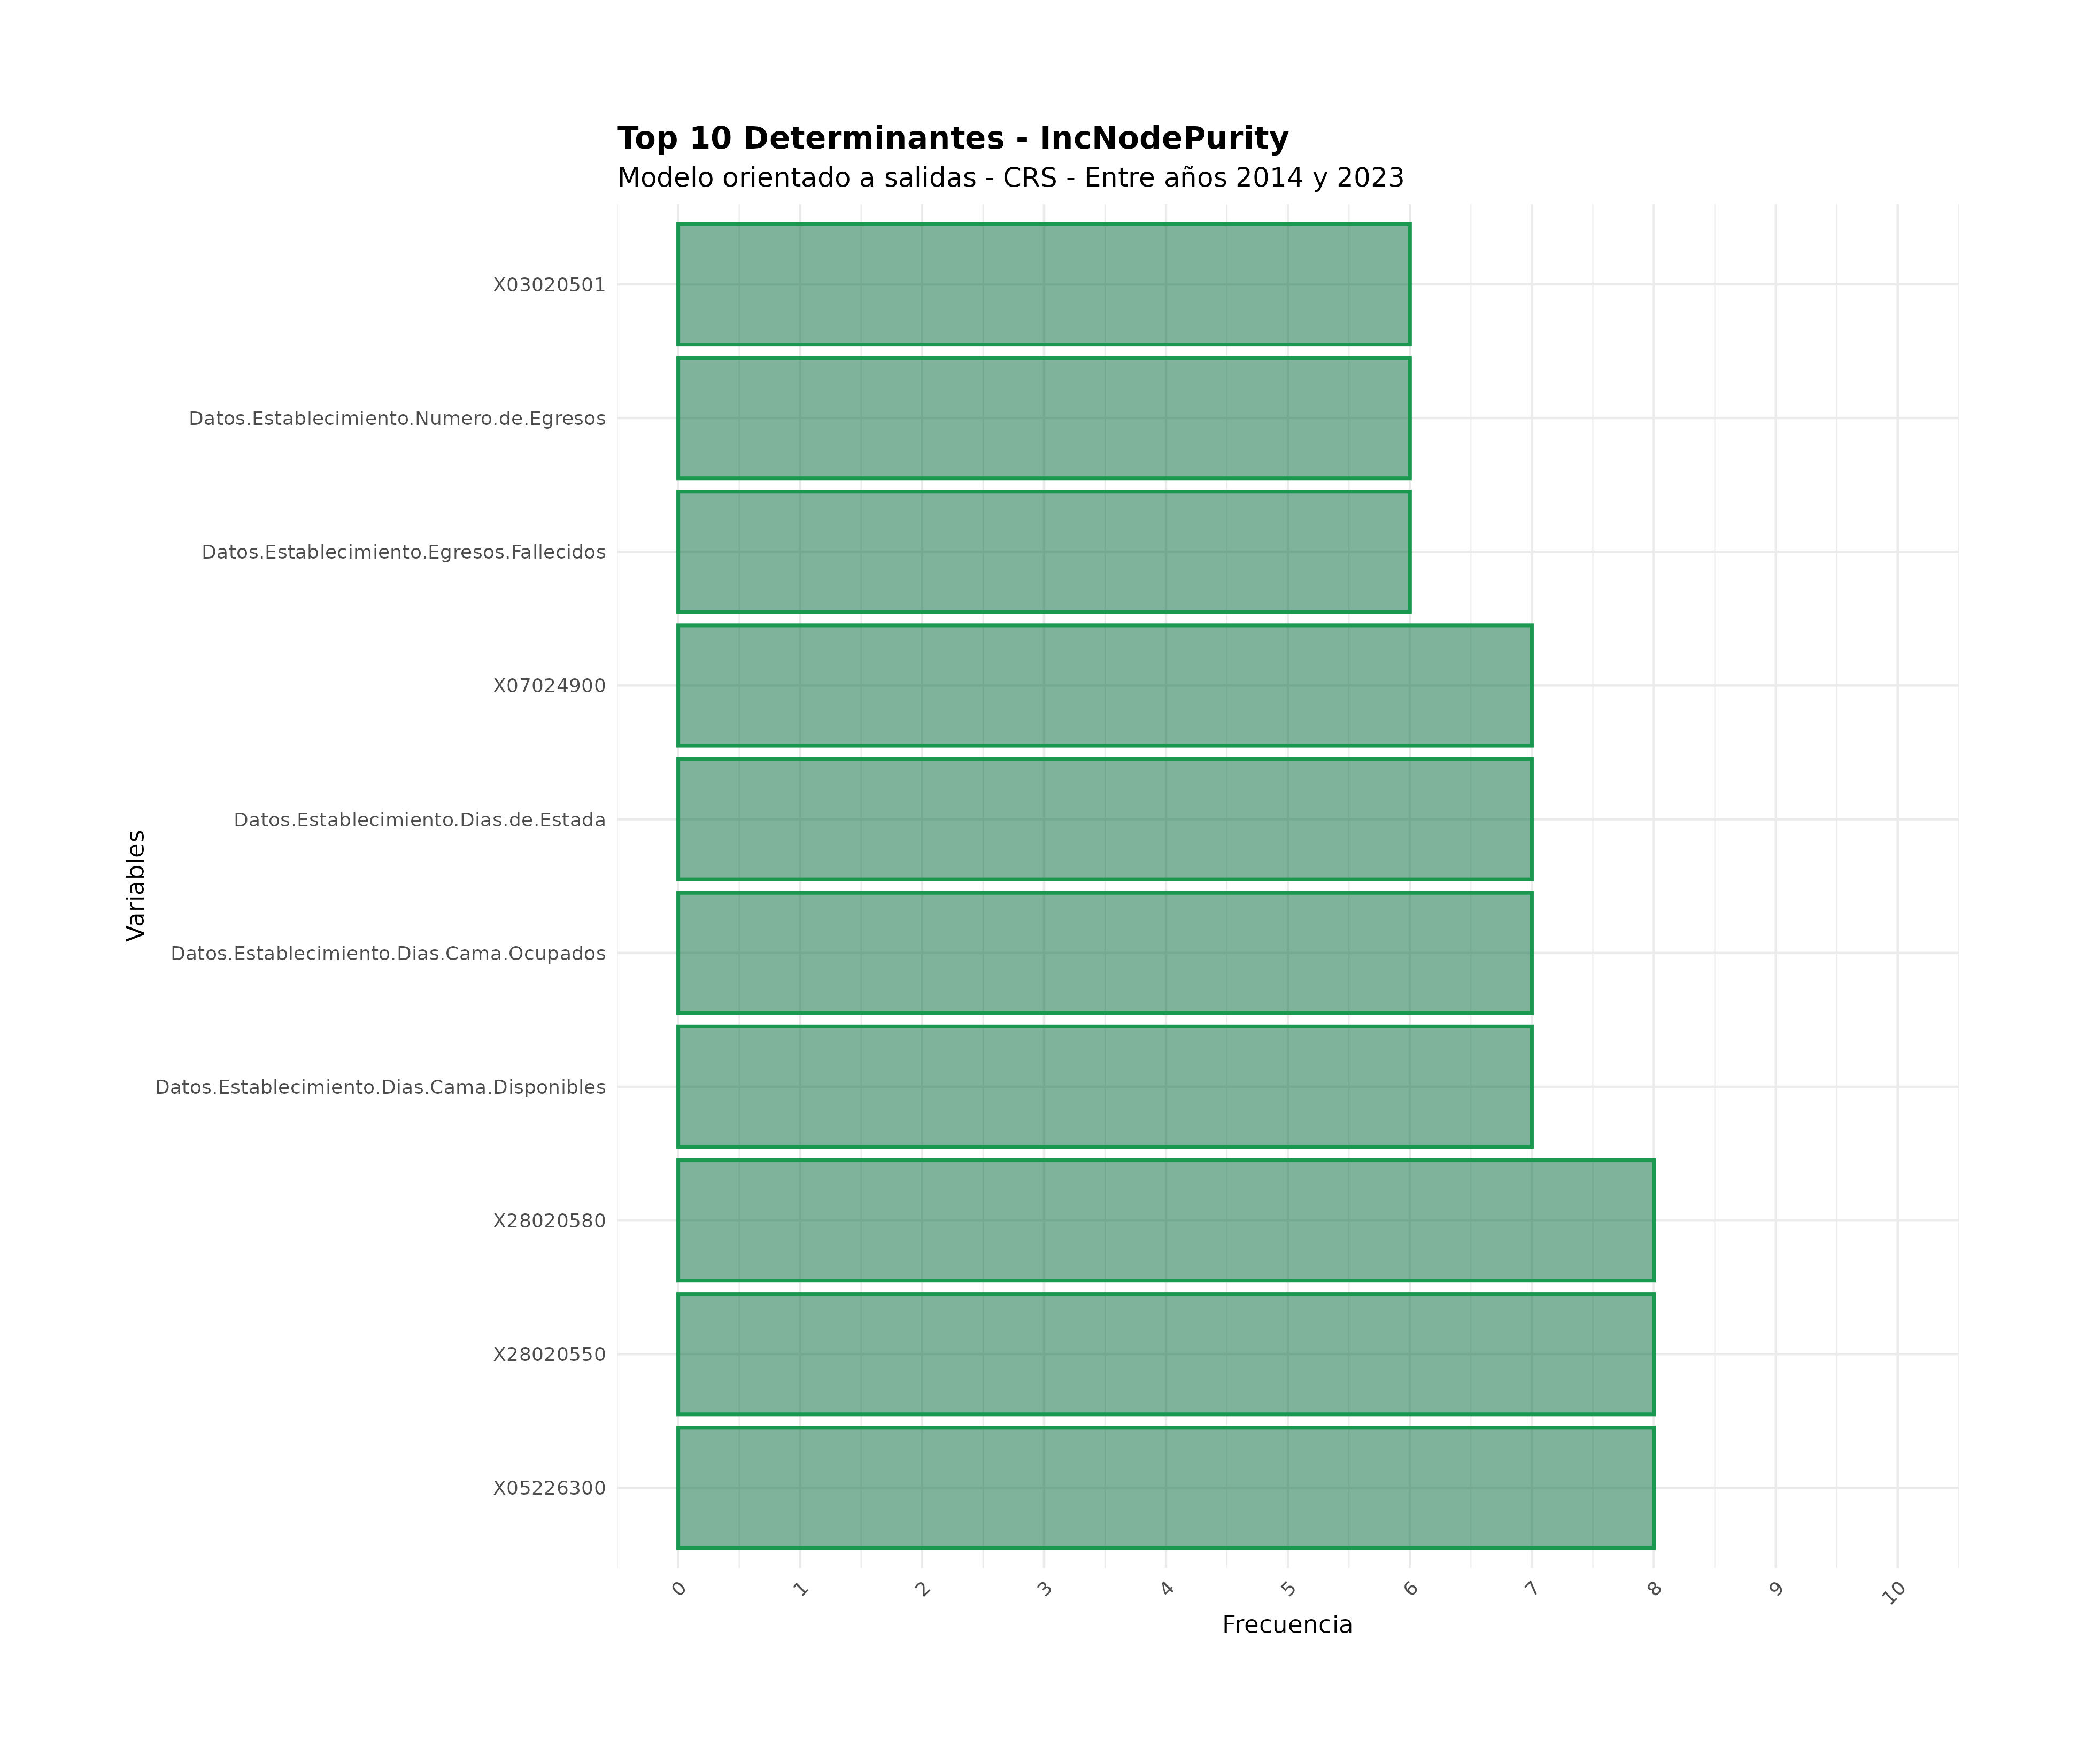 Top 10 Determinantes - IncNodePurity
Modelo orientado a salidas - CRS - Entre años 2014 y 2023
Variables
X03020501
Datos.Establecimiento.Numero.de.Egresos
Datos.Establecimiento.Egresos.Fallecidos
X07024900
Datos.Establecimiento.Dias.de.Estada
Datos.Establecimiento.Dias.Cama.Ocupados
Datos.Establecimiento.Dias.Cama.Disponibles
X28020580
X28020550
X05226300
0 1 2 3 4 5 6 7 8 9 10
Frecuencia